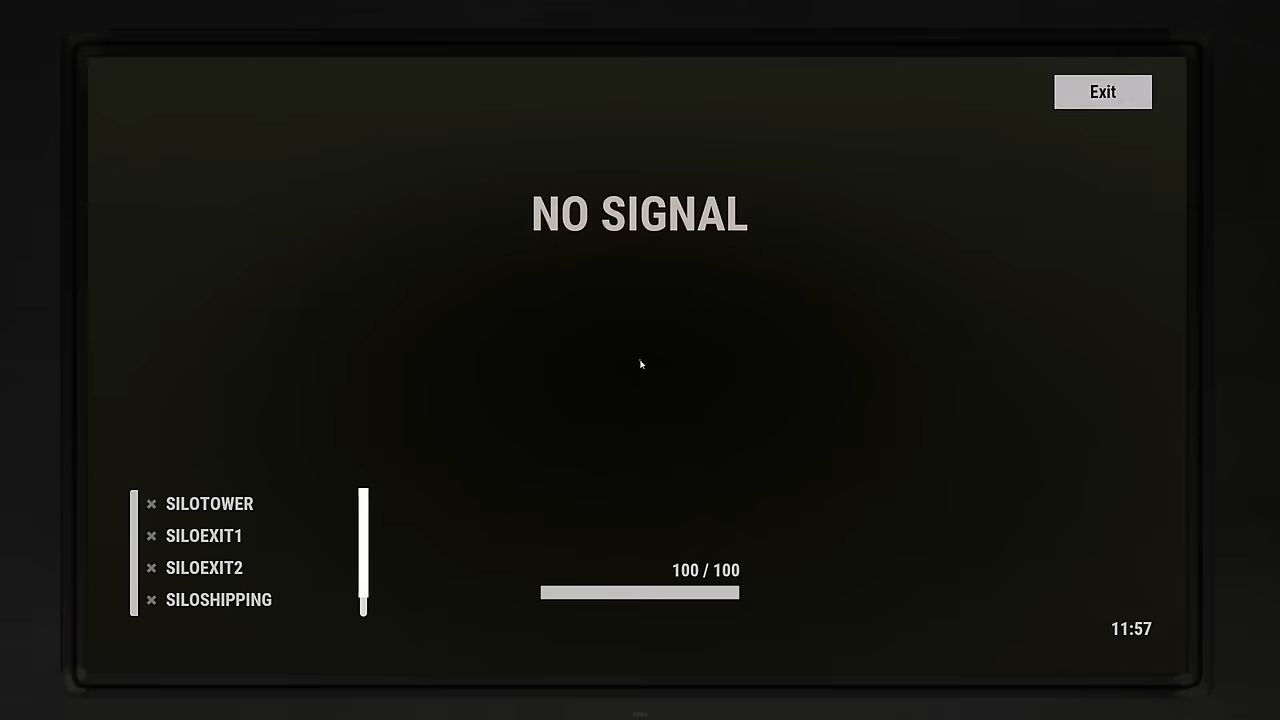 Exit
NO SIGNAL
SILOTOWER
SILOEXIT1
SILOEXIT2
SILOSHIPPING
100 / 100
11:57